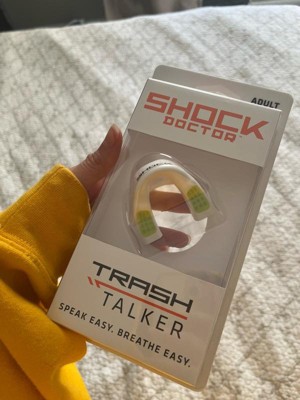 ADULT
SHOCK
DOCTOR
TRASH
TALKER
SPEAK EASY. BREATHE EASY.